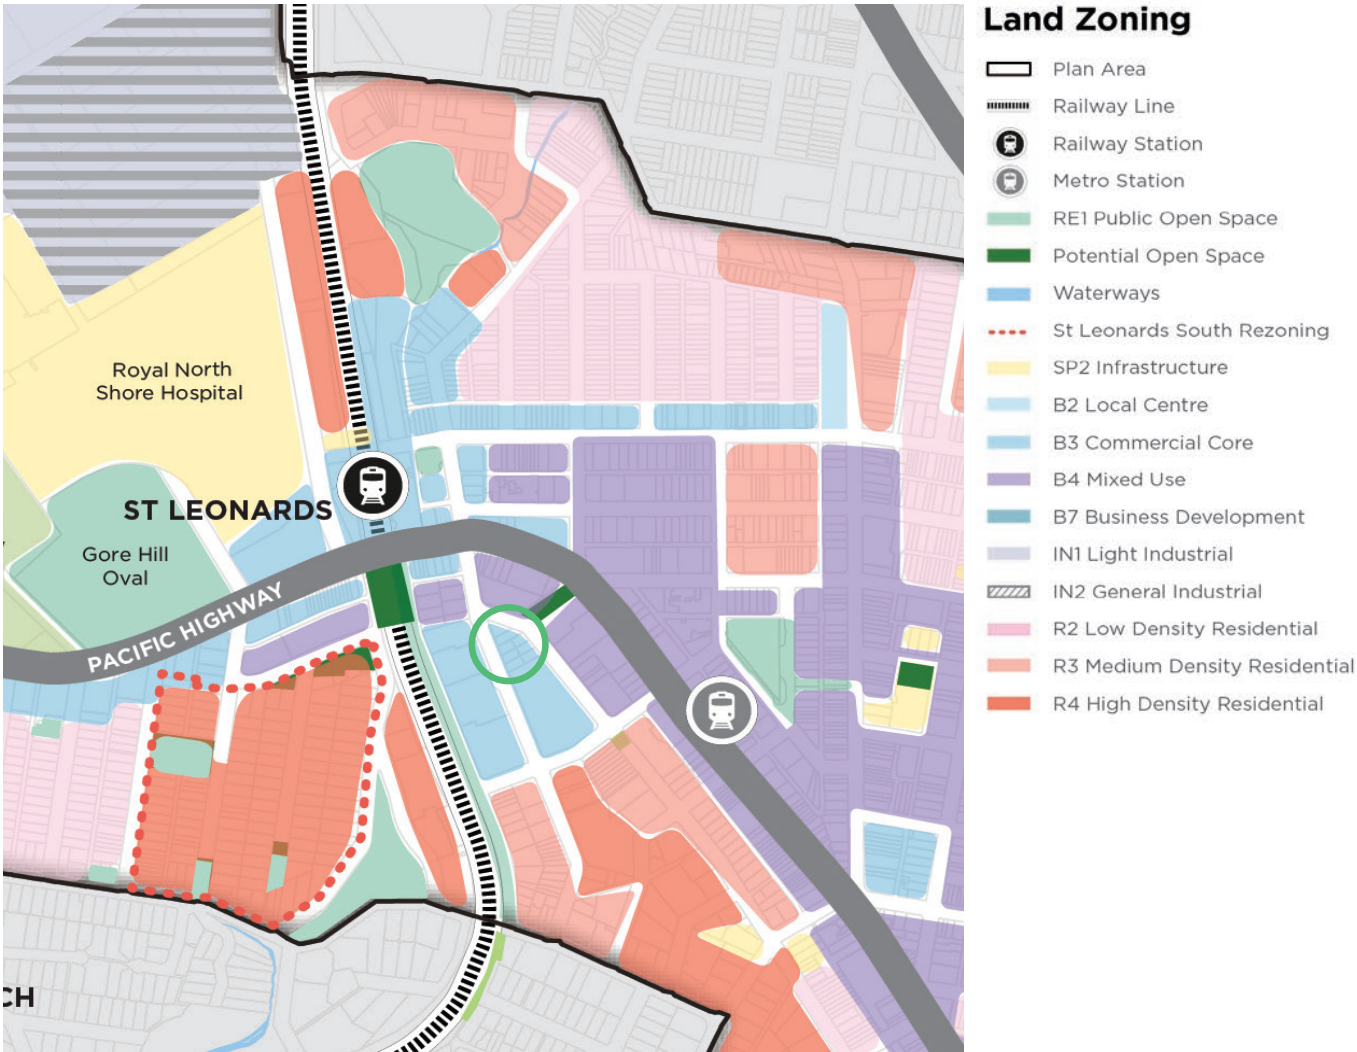 Royal North
Shore Hospital
ST LEONARDS
Gore Hill
Oval
PACIFIC HIGHWAY
CH
Land Zoning
Plan Area
Railway Line
Railway Station
Metro Station
RE1 Public Open Space
Potential Open Space
Waterways
St Leonards South Rezoning
SP2 Infrastructure
B2 Local Centre
B3 Commercial Core
B4 Mixed Use
B7 Business Development
IN1 Light Industrial
IN2 General Industrial
R2 Low Density Residential
R3 Medium Density Residential
R4 High Density Residential